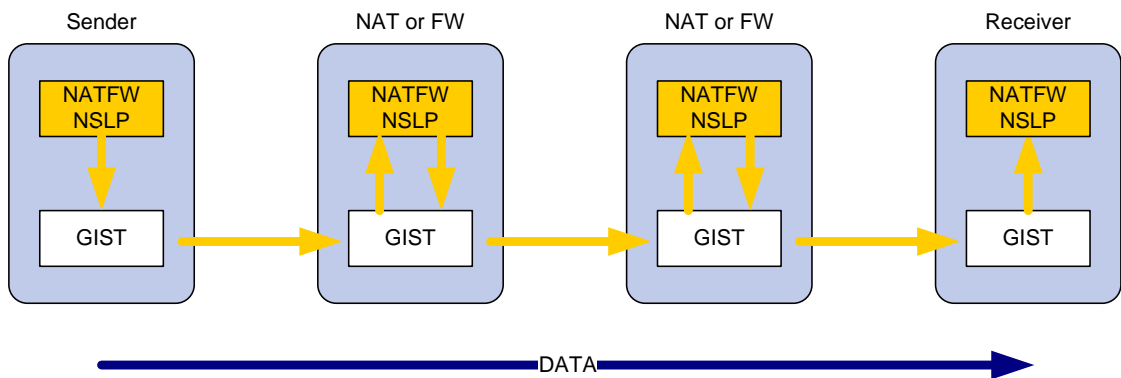 Sender
NAT or FW
NAT or FW
Receiver
NATFW
NSLP
NATFW
NSLP
NATFW
NSLP
NATFW
NSLP
GIST
GIST
GIST
GIST
DATA